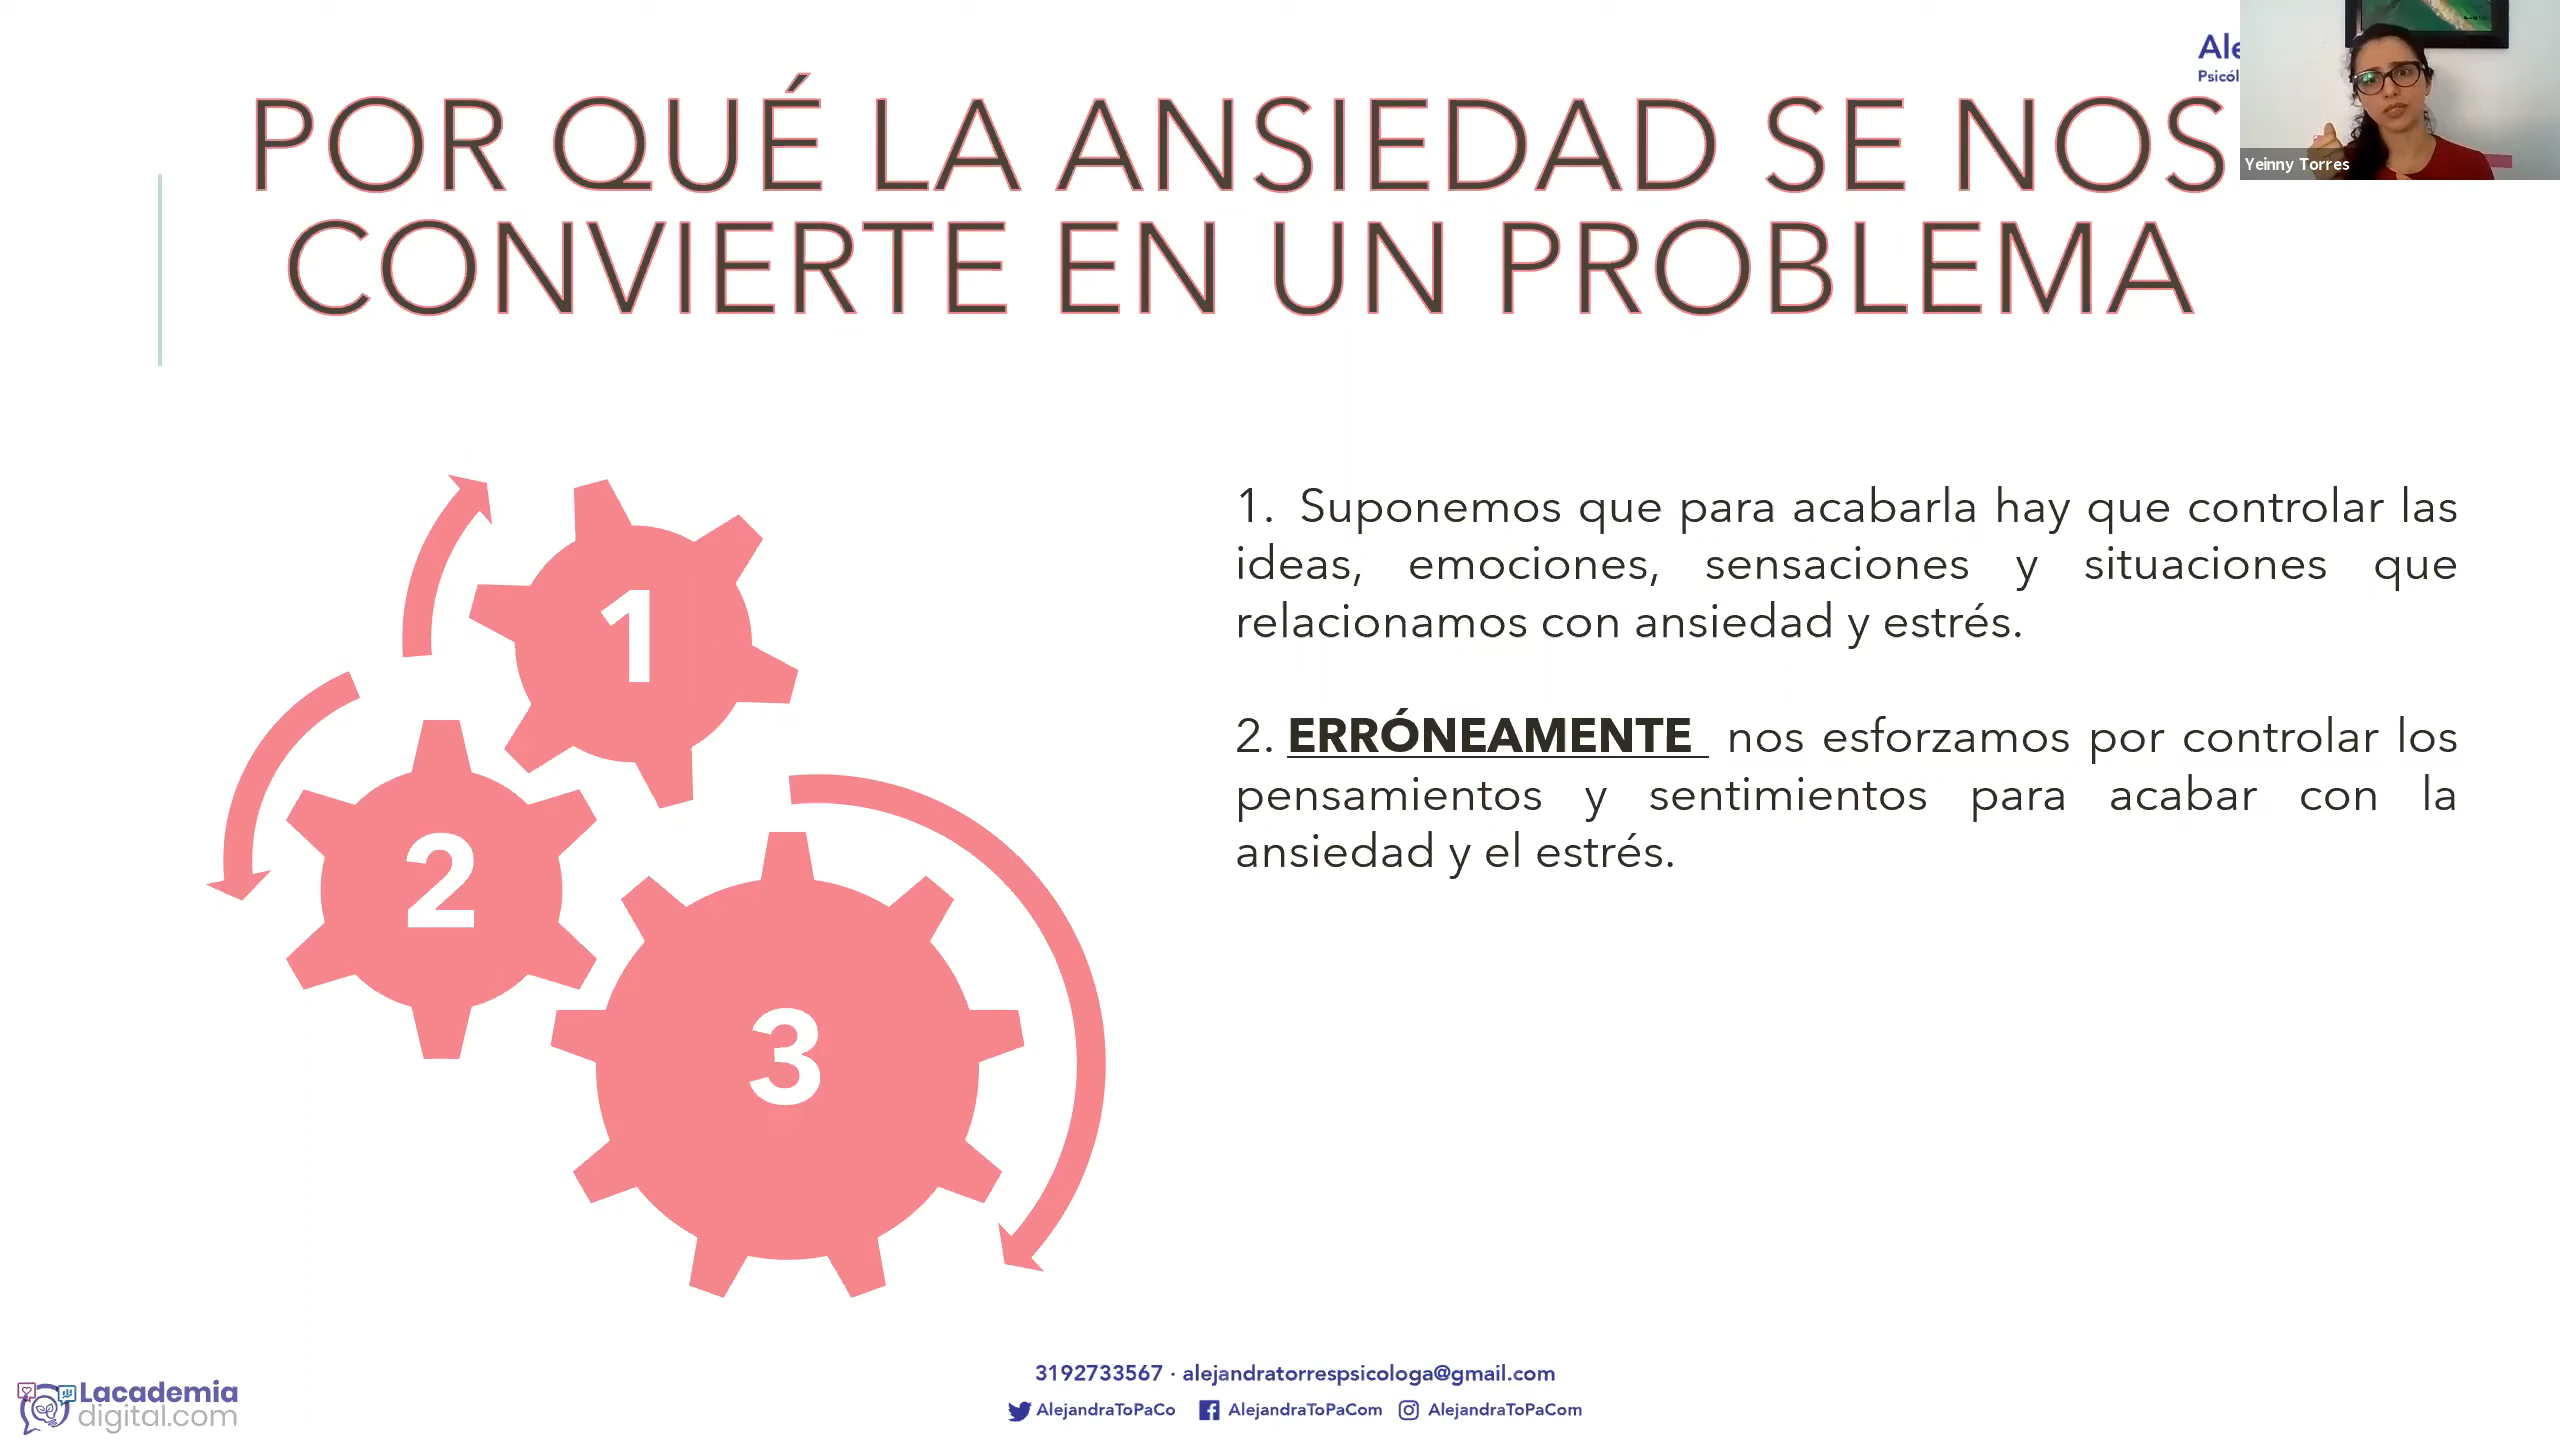 POR QUÉ LA ANSIEDAD SE NOS
CONVIERTE EN UN PROBLEMA
Yeinny Torres
1
2
3
1. Suponemos que para acabarla hay que controlar las
ideas, emociones, sensaciones y situaciones que
relacionamos con ansiedad y estrés.
2. ERRÓNEAMENTE nos esforzamos por controlar los
pensamientos y sentimientos para acabar con la
ansiedad y el estrés.
3192733567 · alejandratorrespsicologa@gmail.com
AlejandraToPaCo AlejandraToPaCom AlejandraToPaCom
Lacademia
digital.com